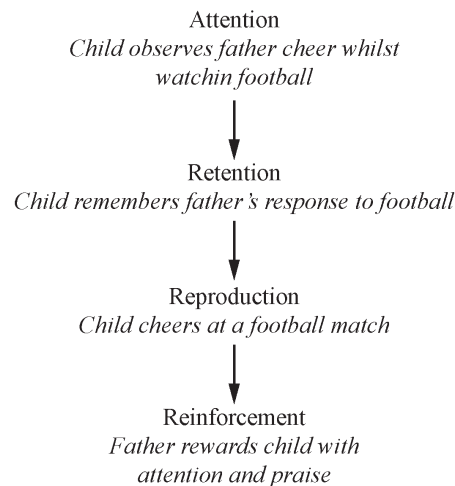 Attention
Child observes father cheer whilst
watchin football
Retention
Child remembers father's response to football
Reproduction
Child cheers at a football match
Reinforcement
Father rewards child with
attention and praise